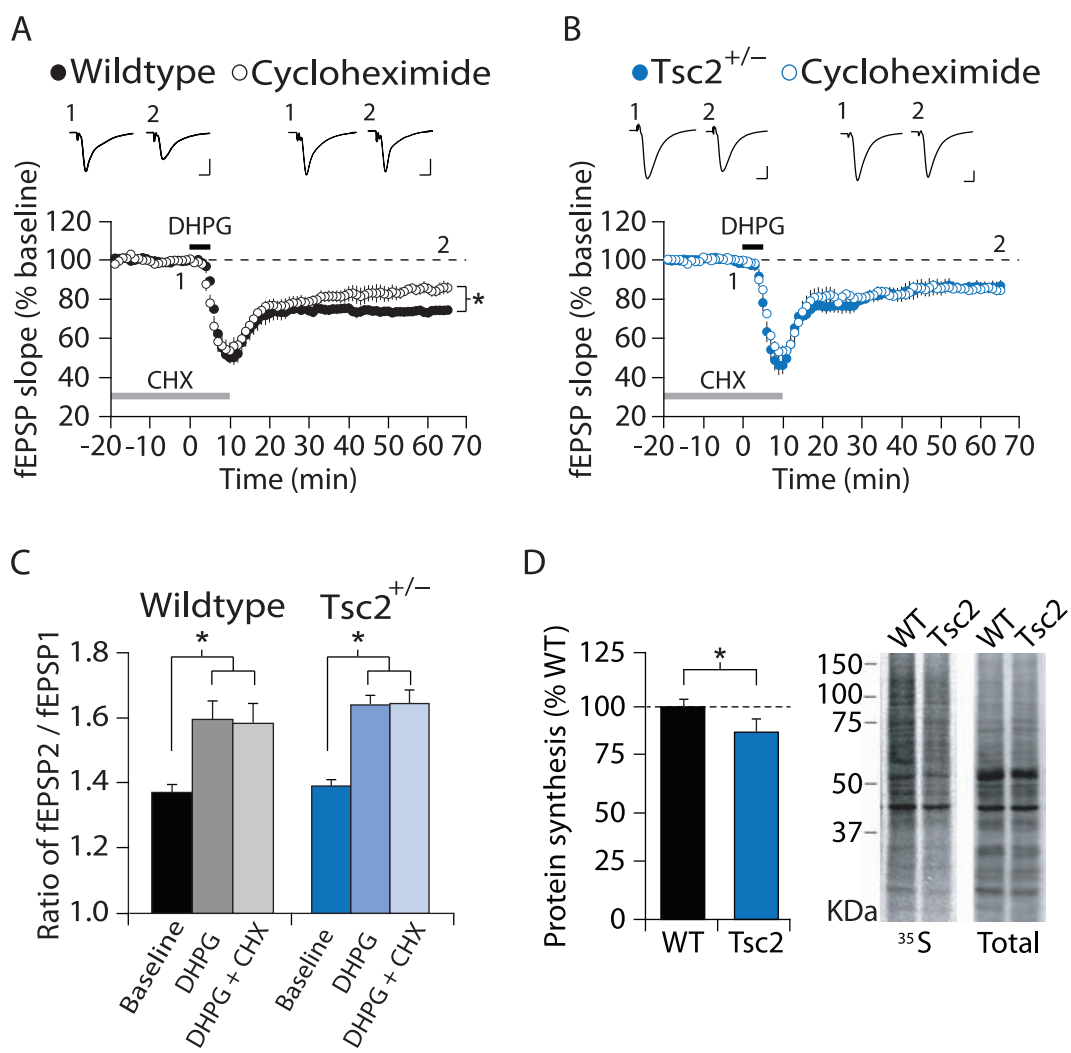 A
Wildtype Cycloheximide
1 2 1 2
fEPSP slope (% baseline)
120
100
80
60
40
20
DHPG
1
2
*
CHX
-20 -10 0 10 20 30 40 50 60 70
Time (min)
B
Tsc2+/− Cycloheximide
1 2 1 2
fEPSP slope (% baseline)
120
100
80
60
40
20
DHPG
1
2
CHX
-20 -10 0 10 20 30 40 50 60 70
Time (min)
C
Wildtype Tsc2+/−
Ratio of fEPSP2 / fEPSP1
1.8
1.6
1.4
1.2
1.0
* *
Baseline DHPG DHPG + CHX Baseline DHPG DHPG + CHX
D
Protein synthesis (% WT)
125
100
75
50
25
0
*
WT Tsc2
WT Tsc2 WT Tsc2
150
100
75
50
37
KDa
35S Total